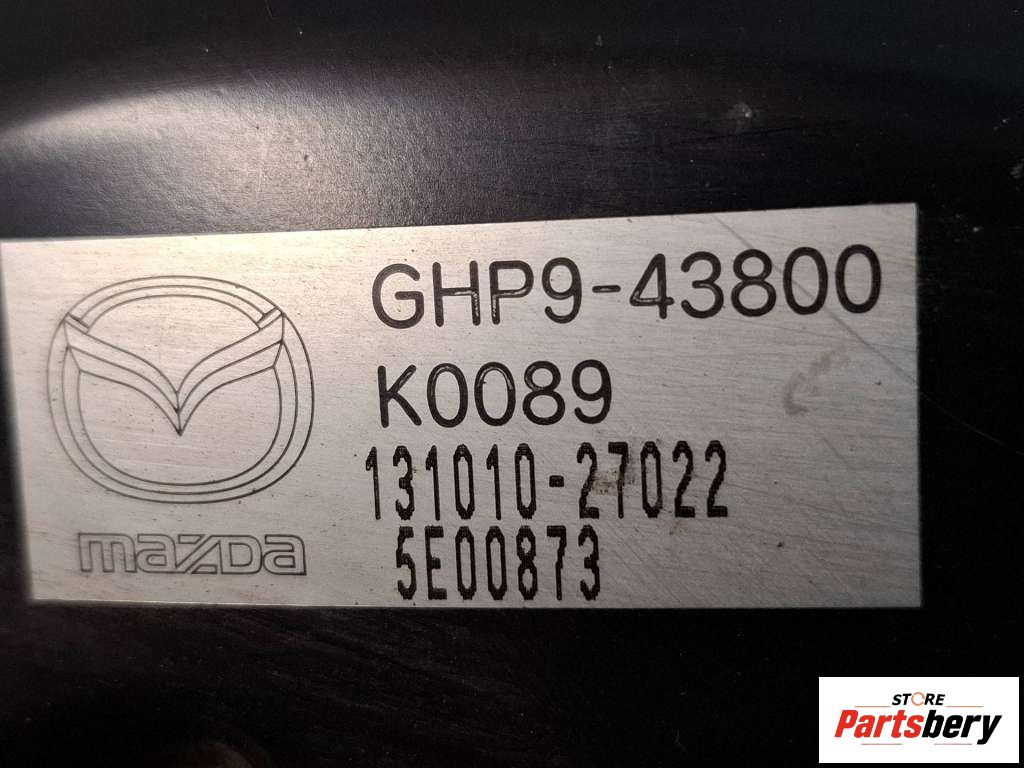 GHP9-43800
K0089
131010-27022
5E00873
mazda
STORE
Partsbery